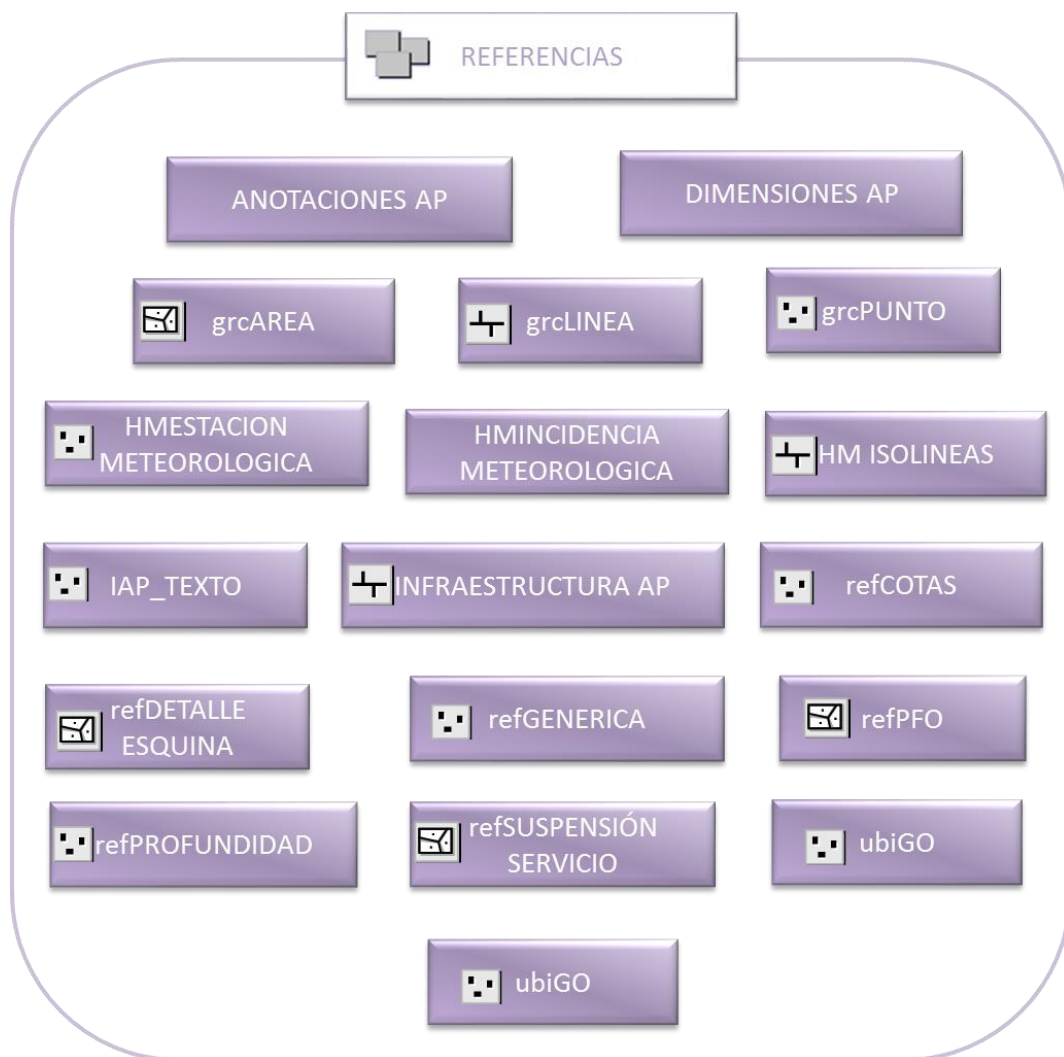 REFERENCIAS
ANOTACIONES AP
DIMENSIONES AP
grcAREA
grcLINEA
grcPUNTO
HMESTACION
METEOROLOGICA
HMINCIDENCIA
METEOROLOGICA
HM ISOLINEAS
IAP_TEXTO
INFRAESTRUCTURA AP
refCOTAS
refDETALLE
ESQUINA
refGENERICA
refPFO
refPROFUNDIDAD
refSUSPENSIÓN
SERVICIO
ubiGO
ubiGO